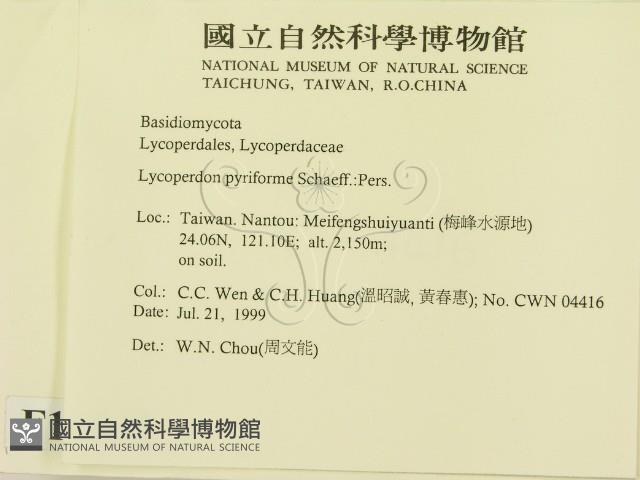 國立自然科學博物館
NATIONAL MUSEUM OF NATURAL SCIENCE
TAICHUNG, TAIWAN, R.O.CHINA
Basidiomycota
Lycoperdales, Lycoperdaceae
Lycoperdon pyriforme Schaeff.:Pers.
Loc.: Taiwan. Nantou: Meifengshuiyuanti (梅峰水源地)
24.06N, 121.10E; alt. 2,150m;
on soil.
Col.: C.C. Wen & C.H. Huang(溫昭誠, 黃春惠); No. CWN 04416
Date: Jul. 21, 1999
Det.: W.N. Chou(周文能)
國立自然科學博物館
NATIONAL MUSEUM OF NATURAL SCIENCE